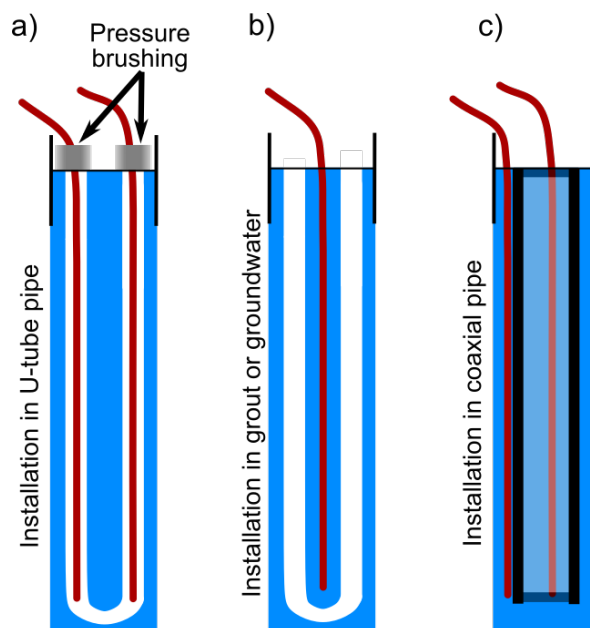 a)
Pressure
brushing
b)
c)
Installation in U-tube pipe
Installation in grout or groundwater
Installation in coaxial pipe